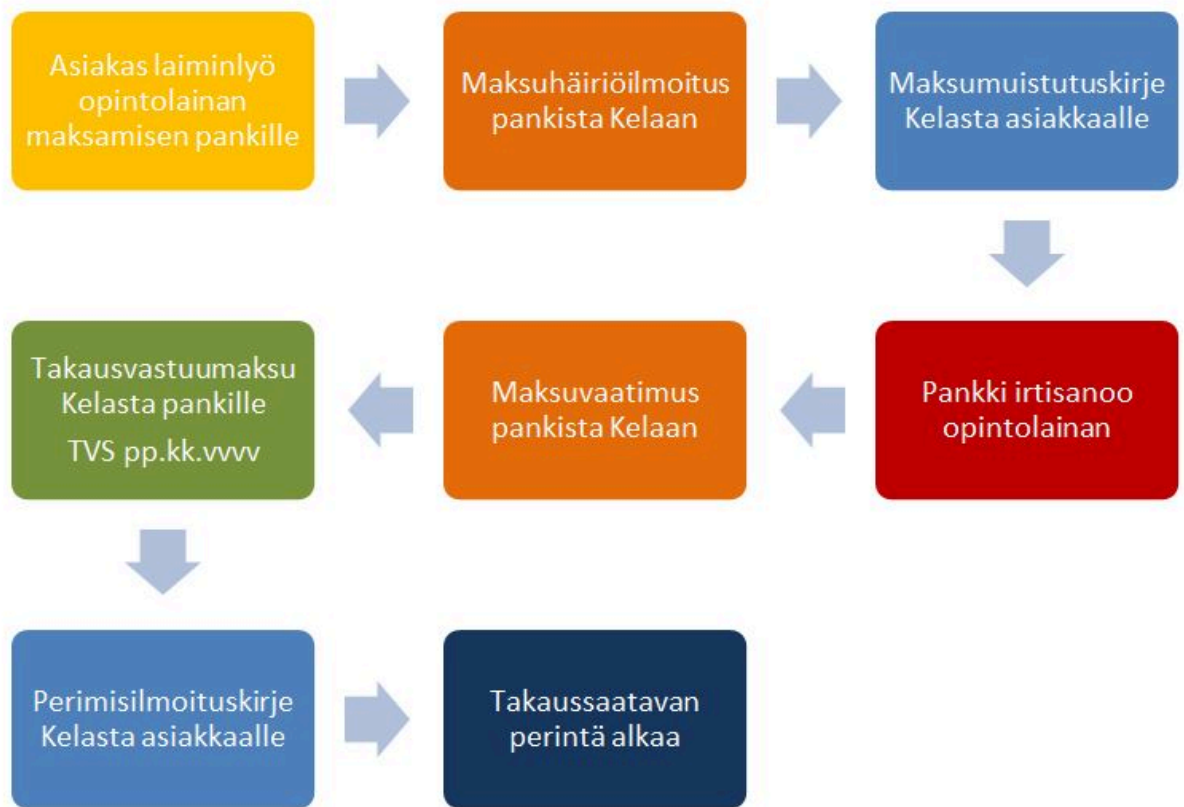 Asiakas laiminlyö
opintolainan
maksamisen pankille
Maksuhäiriöilmoitus
pankista Kelaan
Maksumuistutuskirje
Kelasta asiakkaalle
Pankki irtisanoo
opintolainan
Maksuvaatimus
pankista Kelaan
Takausvastuumaksu
Kelasta pankille
TVS pp.kk.vvvv
Perimisilmoituskirje
Kelasta asiakkaalle
Takaussaatavan
perintä alkaa